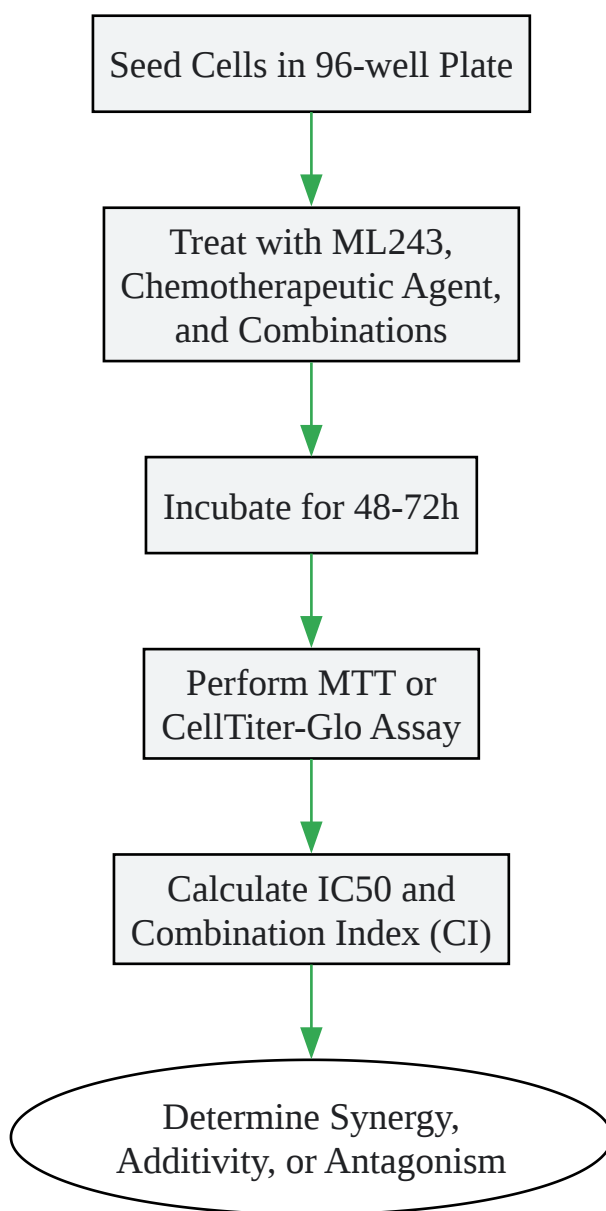 Seed Cells in 96-well Plate
Treat with ML243,
Chemotherapeutic Agent,
and Combinations
Incubate for 48-72h
Perform MTT or
CellTiter-Glo Assay
Calculate IC50 and
Combination Index (CI)
Determine Synergy,
Additivity, or Antagonism